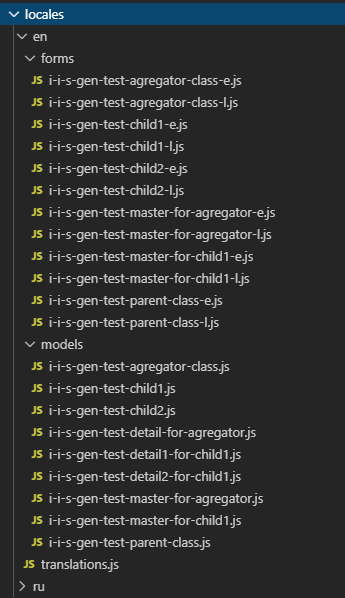 locales
en
forms
JS i-i-s-gen-test-agregator-class-e.js
JS i-i-s-gen-test-agregator-class-l.js
JS i-i-s-gen-test-child1-e.js
JS i-i-s-gen-test-child1-l.js
JS i-i-s-gen-test-child2-e.js
JS i-i-s-gen-test-child2-l.js
JS i-i-s-gen-test-master-for-agregator-e.js
JS i-i-s-gen-test-master-for-agregator-l.js
JS i-i-s-gen-test-master-for-child1-e.js
JS i-i-s-gen-test-master-for-child1-l.js
JS i-i-s-gen-test-parent-class-e.js
JS i-i-s-gen-test-parent-class-l.js
models
JS i-i-s-gen-test-agregator-class.js
JS i-i-s-gen-test-child1.js
JS i-i-s-gen-test-child2.js
JS i-i-s-gen-test-detail-for-agregator.js
JS i-i-s-gen-test-detail1-for-child1.js
JS i-i-s-gen-test-detail2-for-child1.js
JS i-i-s-gen-test-master-for-agregator.js
JS i-i-s-gen-test-master-for-child1.js
JS i-i-s-gen-test-parent-class.js
JS translations.js
ru